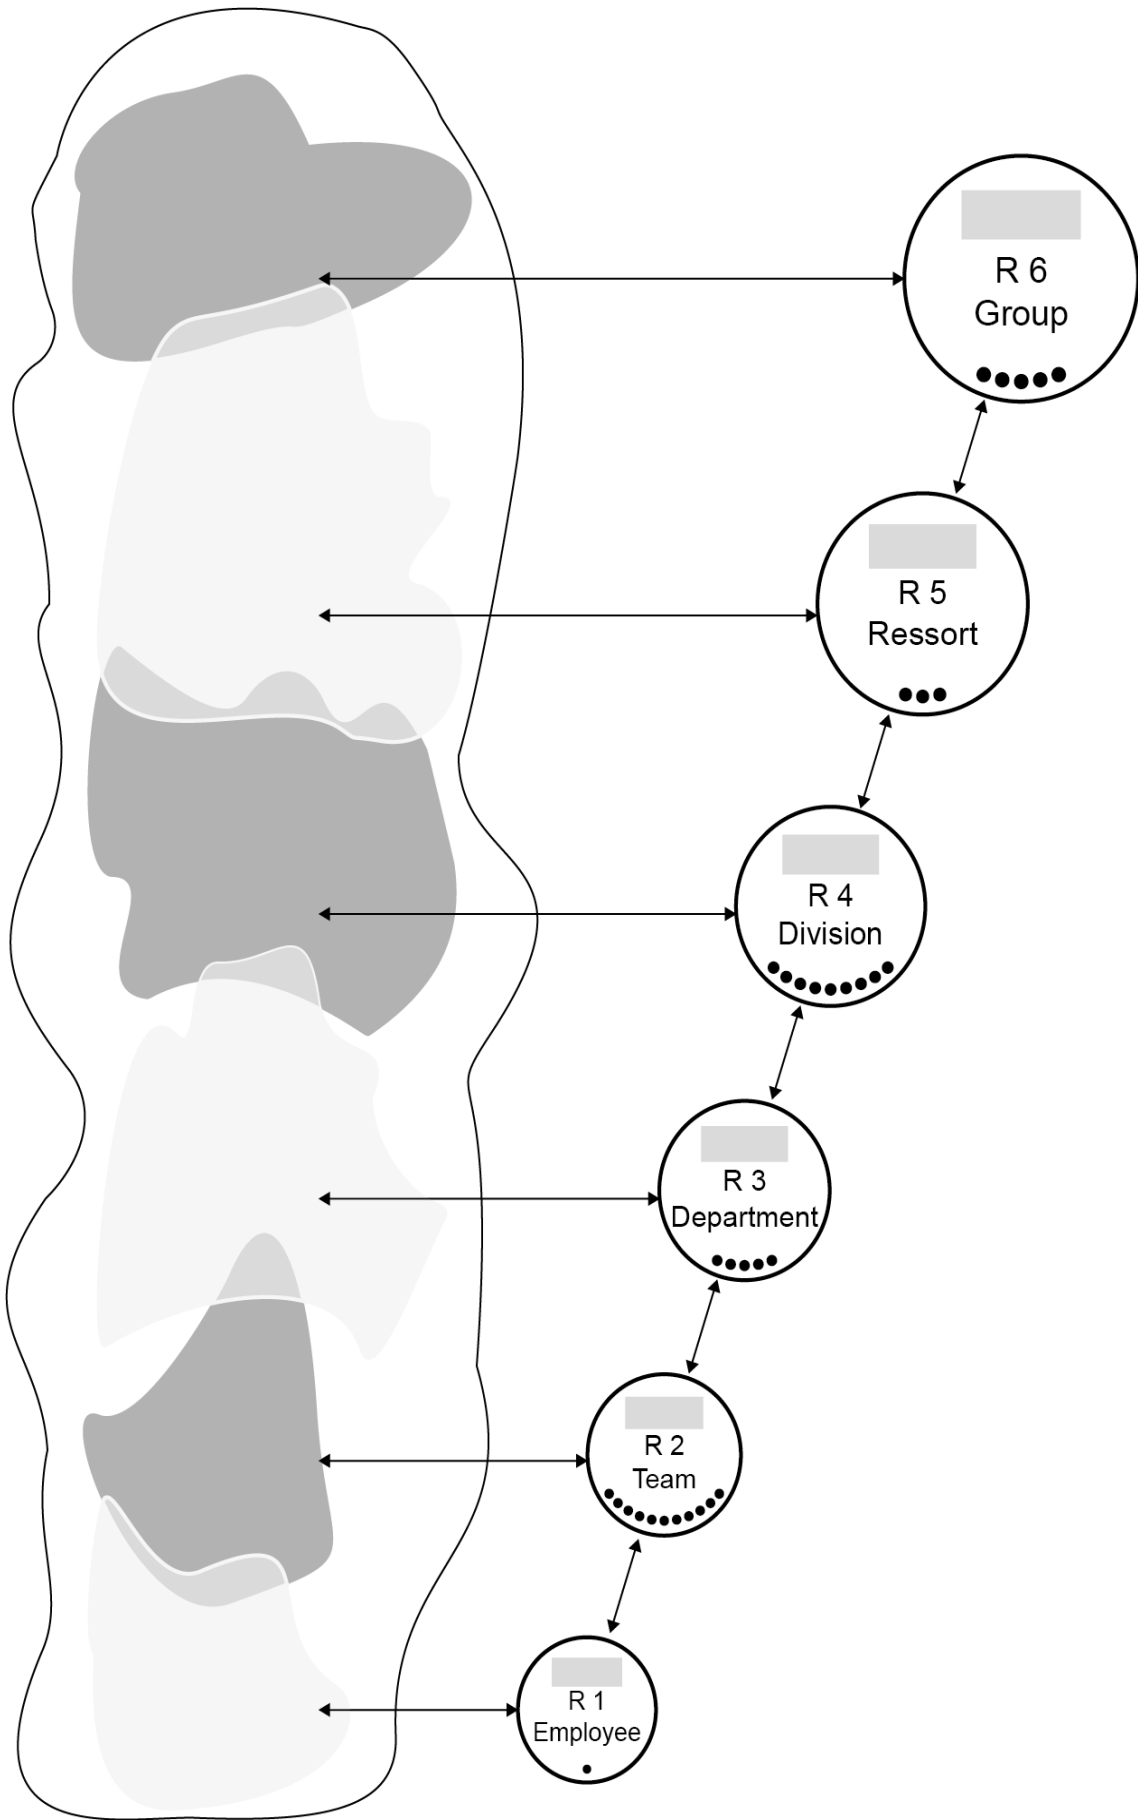 R 6
Group
R 5
Ressort
R 4
Division
R 3
Department
R 2
Team
R 1
Employee